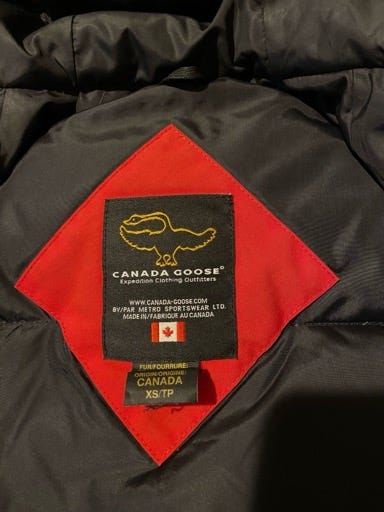 CANADA GOOSE®
Expedition Clothing Outfitters
WWW.CANADA-GOOSE.COM
BY/PAR METRO SPORTSWEAR LTD.
MADE IN/FABRIQUE AU CANADA
FUR/FOURRURE:
ORIGIN/ORIGINE:
CANADA
XS/TP